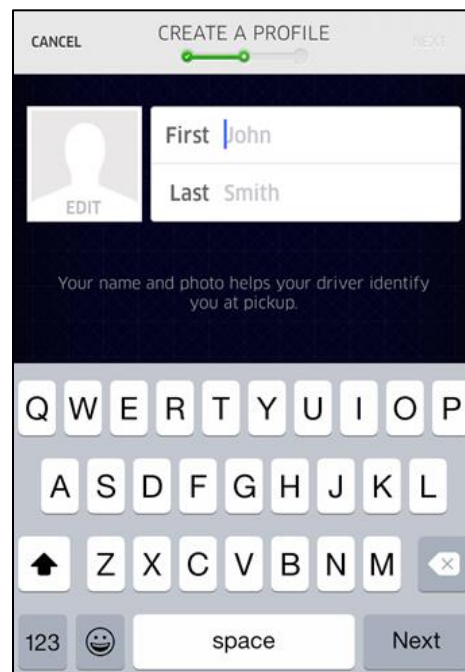 CANCEL CREATE A PROFILE NEXT
First John
EDIT
Last Smith
Your name and photo helps your driver identify
you at pickup.
Q W E R T Y U I O P
A S D F G H J K L
Z X C V B N M
123 space Next